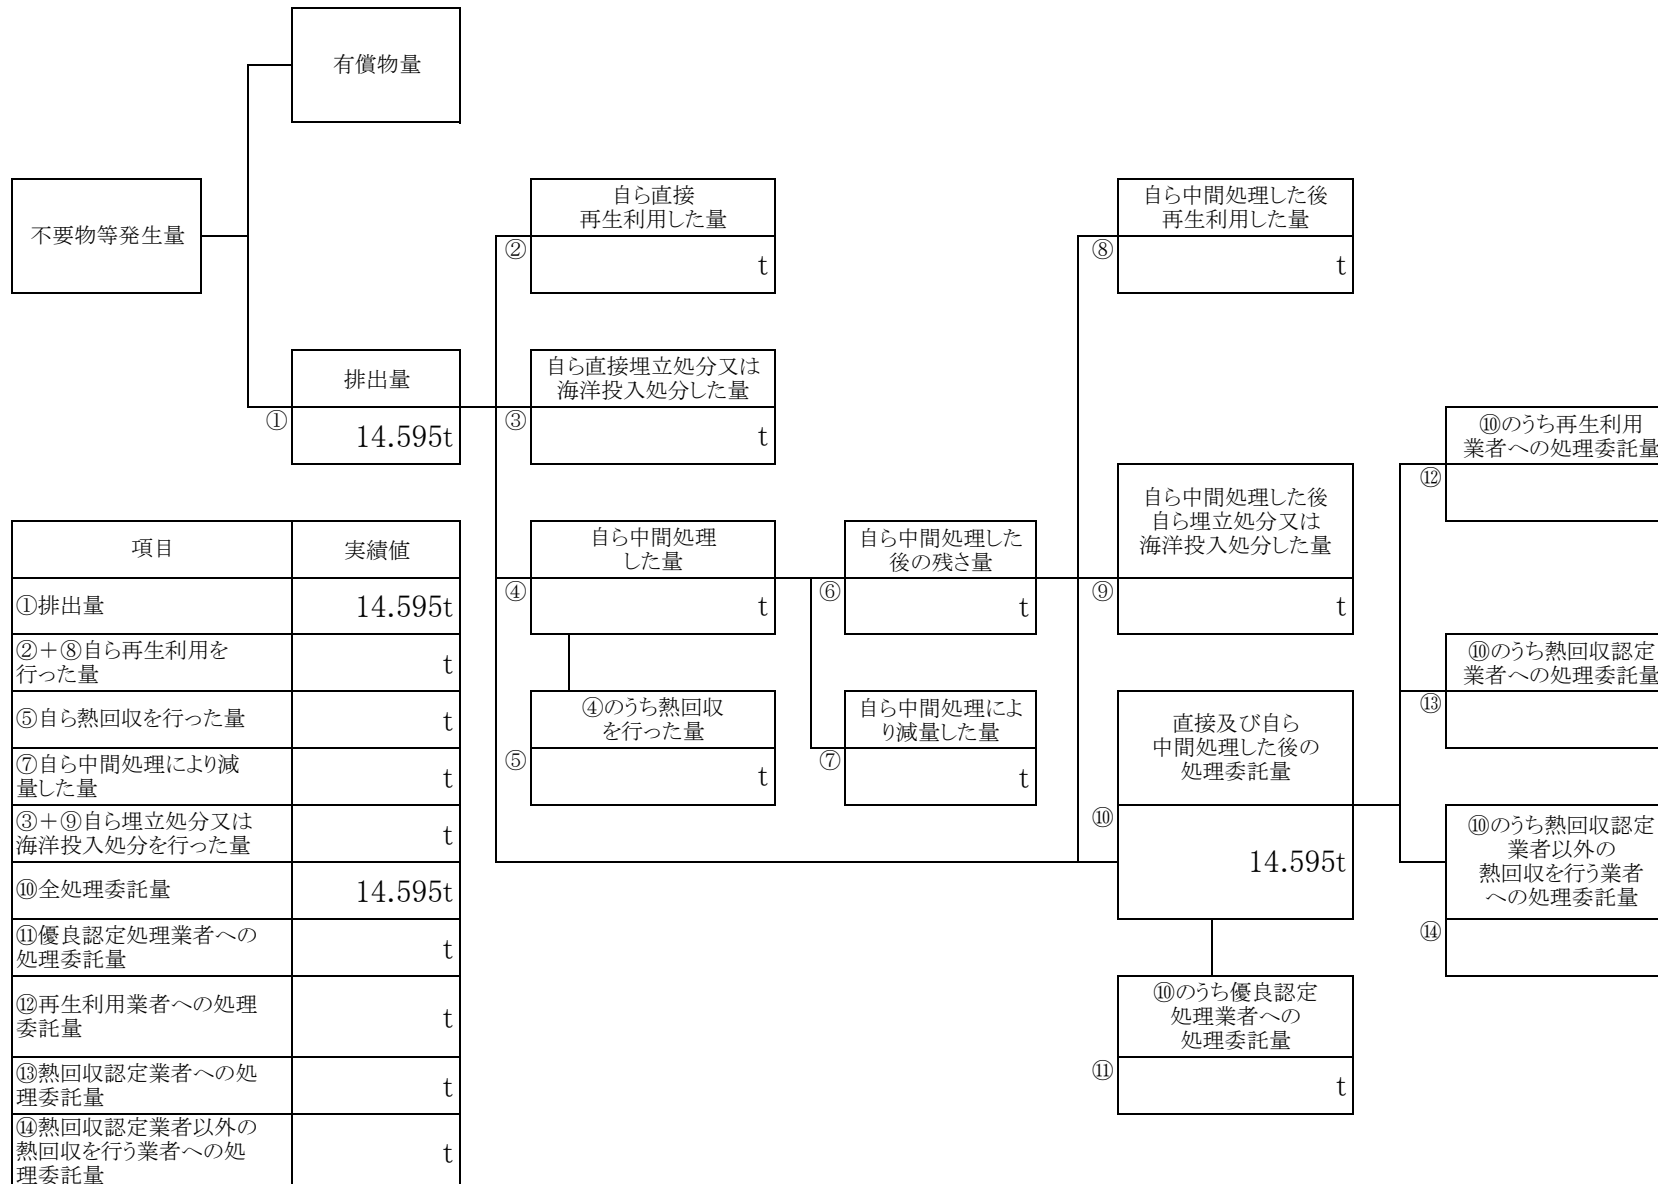 有償物量
不要物等発生量
排出量
①
14.595t
自ら直接
再生利用した量
②
t
自ら直接埋立処分又は
海洋投入処分した量
③
t
自ら中間処理
した量
④
t
④のうち熱回収
を行った量
⑤
t
自ら中間処理した
後の残さ量
⑥
t
自ら中間処理によ
り減量した量
⑦
t
自ら中間処理した後
再生利用した量
⑧
t
自ら中間処理した後
自ら埋立処分又は
海洋投入処分した量
⑨
t
直接及び自ら
中間処理した後の
処理委託量
⑩
14.595t
⑩のうち優良認定
処理業者への
処理委託量
⑪
t
⑩のうち再生利用
業者への処理委託量
⑫
⑩のうち熱回収認定
業者への処理委託量
⑬
⑩のうち熱回収認定
業者以外の
熱回収を行う業者
への処理委託量
⑭
項目 実績値
①排出量 14.595t
②+⑧自ら再生利用を
行った量 t
⑤自ら熱回収を行った量 t
⑦自ら中間処理により減
量した量 t
③+⑨自ら埋立処分又は
海洋投入処分を行った量 t
⑩全処理委託量 14.595t
⑪優良認定処理業者への
処理委託量 t
⑫再生利用業者への処理
委託量 t
⑬熱回収認定業者への処
理委託量 t
⑭熱回収認定業者以外の
熱回収を行う業者への処
理委託量 t